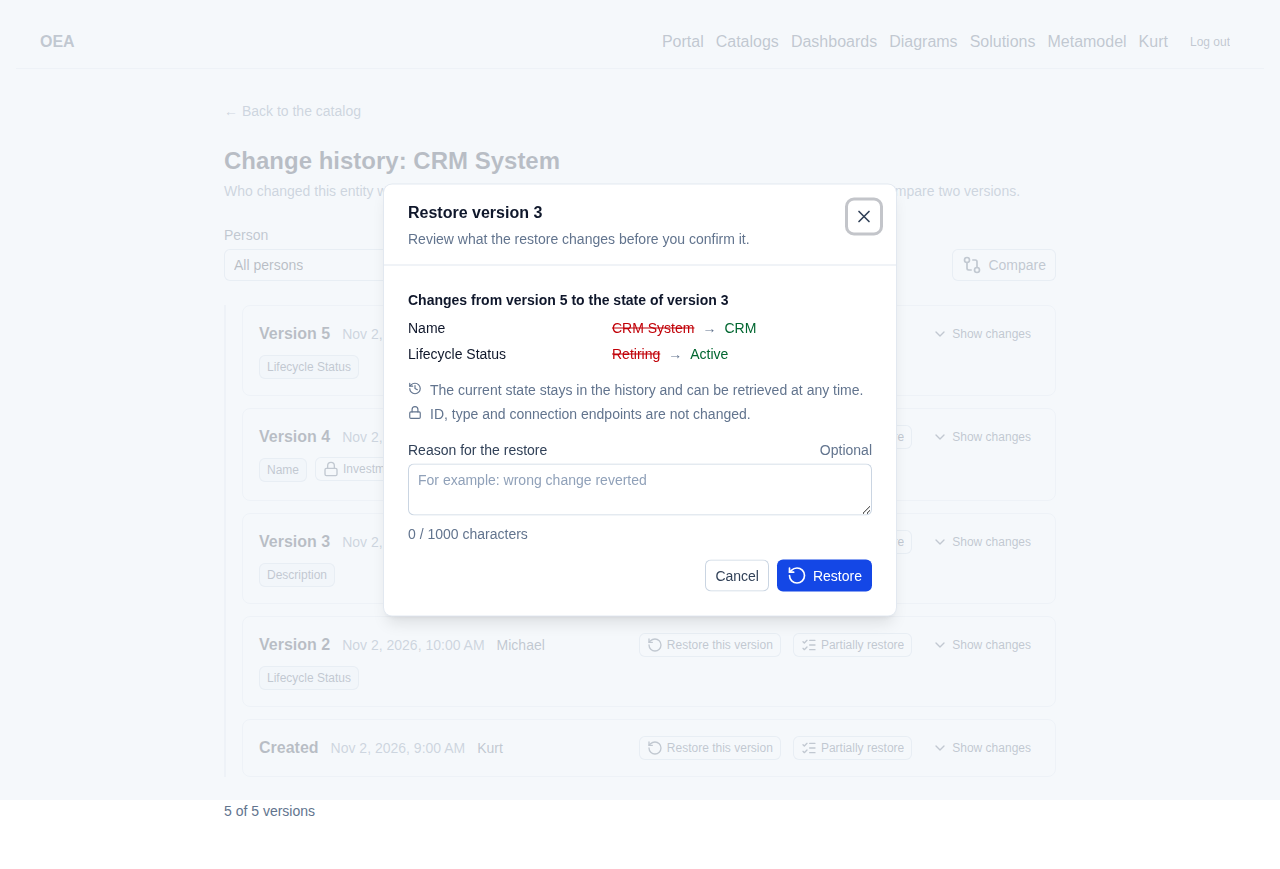 OEA
Portal Catalogs Dashboards Diagrams Solutions Metamodel Kurt Log out
← Back to the catalog
Change history: CRM System
Who changed this entity
mpare two versions.
Person
All persons
Compare
Restore version 3
Review what the restore changes before you confirm it.
Changes from version 5 to the state of version 3
Name CRM System → CRM
Lifecycle Status Retiring → Active
The current state stays in the history and can be retrieved at any time.
ID, type and connection endpoints are not changed.
Reason for the restore Optional
For example: wrong change reverted
0 / 1000 characters
Cancel Restore
Version 5 Nov 2, Show changes
Lifecycle Status
Version 4 Nov 2, Show changes
Name Investm
Version 3 Nov 2, Show changes
Description
Version 2 Nov 2, 2026, 10:00 AM Michael Restore this version Partially restore Show changes
Lifecycle Status
Created Nov 2, 2026, 9:00 AM Kurt Restore this version Partially restore Show changes
5 of 5 versions